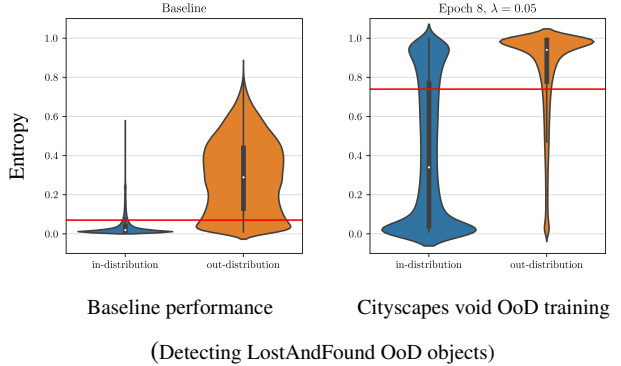 Baseline
Epoch 8, λ = 0.05
Entropy
1.0
0.8
0.6
0.4
0.2
0.0
in-distribution
out-distribution
1.0
0.8
0.6
0.4
0.2
0.0
in-distribution
out-distribution
Baseline performance
Cityscapes void OoD training
(Detecting LostAndFound OoD objects)